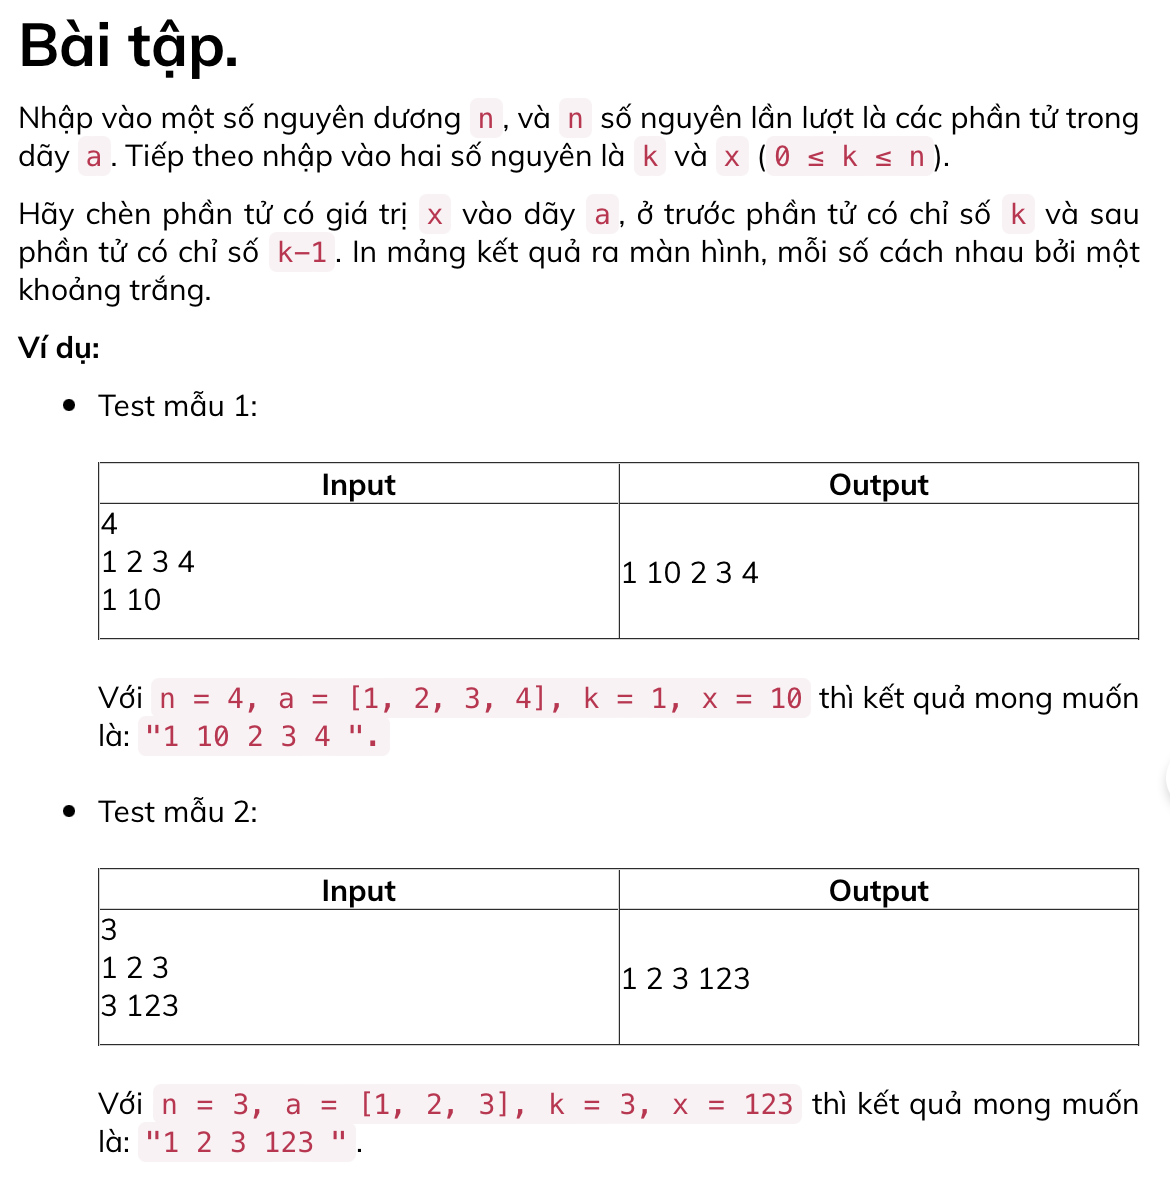 Bài tập.
Nhập vào một số nguyên dương n, và n số nguyên lần lượt là các phần tử trong
dãy a. Tiếp theo nhập vào hai số nguyên là k và x (0 ≤ k ≤ n).
Hãy chèn phần tử có giá trị x vào dãy a, ở trước phần tử có chỉ số k và sau
phần tử có chỉ số k-1. In mảng kết quả ra màn hình, mỗi số cách nhau bởi một
khoảng trắng.
Ví dụ:
Test mẫu 1:
Input Output
4
1 2 3 4
1 10
1 10 2 3 4
Với n = 4, a = [1, 2, 3, 4], k = 1, x = 10 thì kết quả mong muốn
là: "1 10 2 3 4 ".
Test mẫu 2:
Input Output
3
1 2 3
3 123
1 2 3 123
Với n = 3, a = [1, 2, 3], k = 3, x = 123 thì kết quả mong muốn
là: "1 2 3 123 ".